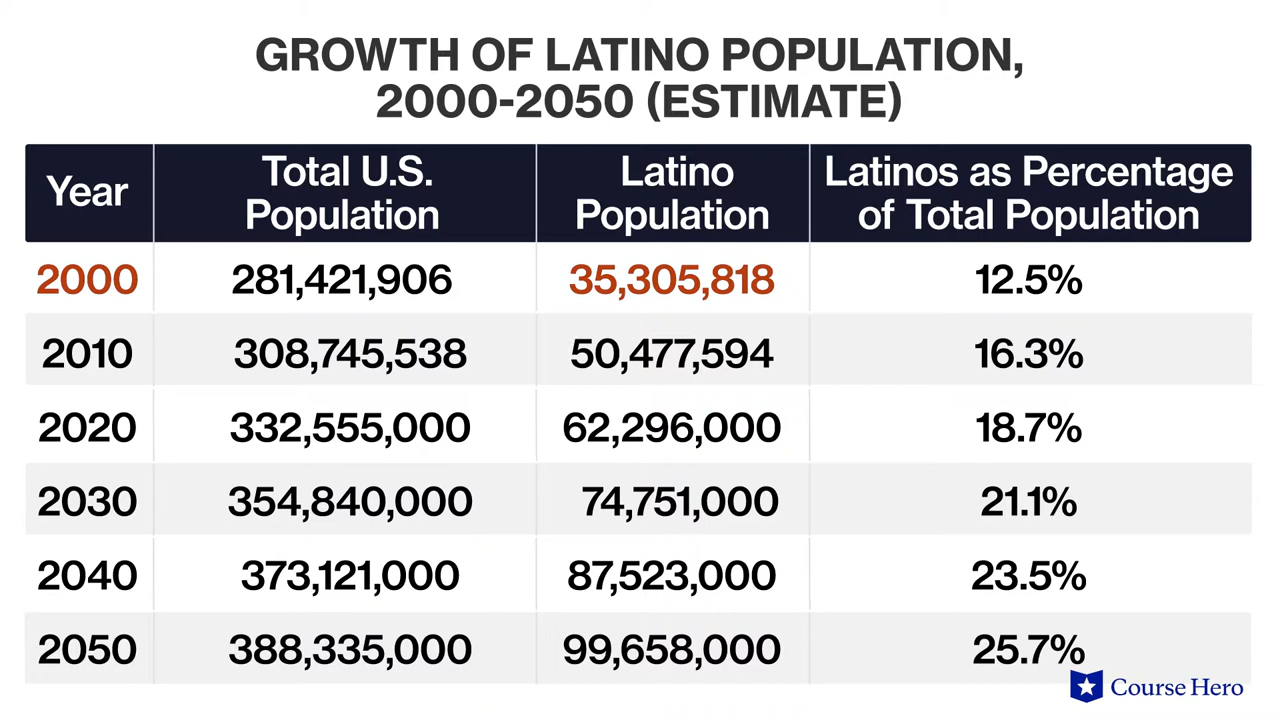 GROWTH OF LATINO POPULATION,
2000-2050 (ESTIMATE)
Year Total U.S. Population Latino Population Latinos as Percentage of Total Population
2000 281,421,906 35,305,818 12.5%
2010 308,745,538 50,477,594 16.3%
2020 332,555,000 62,296,000 18.7%
2030 354,840,000 74,751,000 21.1%
2040 373,121,000 87,523,000 23.5%
2050 388,335,000 99,658,000 25.7%
Course Hero